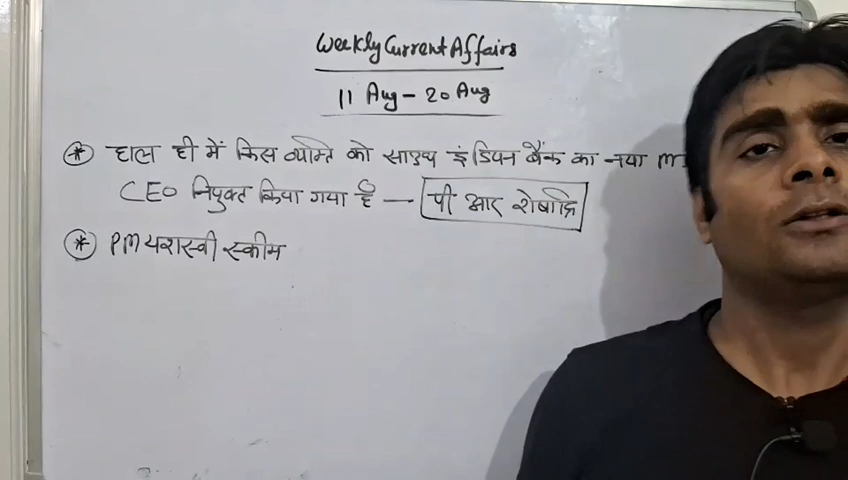 Weekly Current Affairs
11 Aug - 20 Aug
* हाल ही में किस व्यक्ति को साउथ इंडियन बैंक का नया
CEO नियुक्त किया गया है — पी आर शेषाद्रि
* PM यशस्वी स्कीम